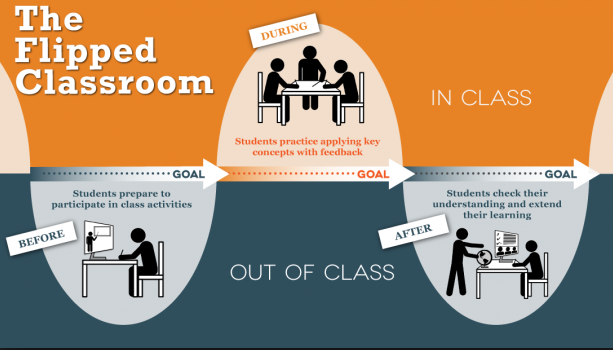 The
Flipped
Classroom
DURING
IN CLASS
Students practice applying key
concepts with feedback
GOAL
GOAL
GOAL
Students prepare to
participate in class activities
BEFORE
OUT OF CLASS
Students check their
understanding and extend
their learning
AFTER